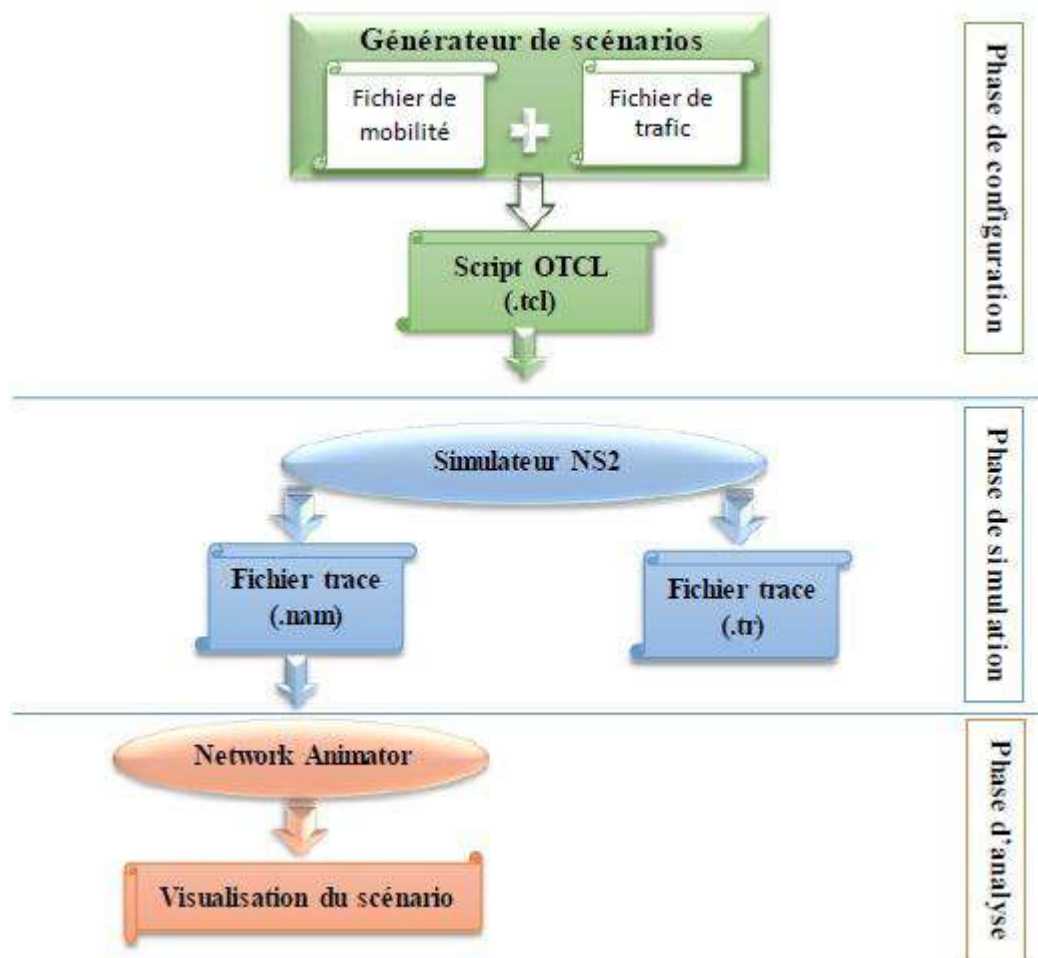 Générateur de scénarios
Fichier de
mobilité
Fichier de
trafic
Script OTCL
(.tcl)
Phase de configuration
Simulateur NS2
Fichier trace
(.nam)
Fichier trace
(.tr)
Phase de simulation
Network Animator
Visualisation du scénario
Phase d'analyse